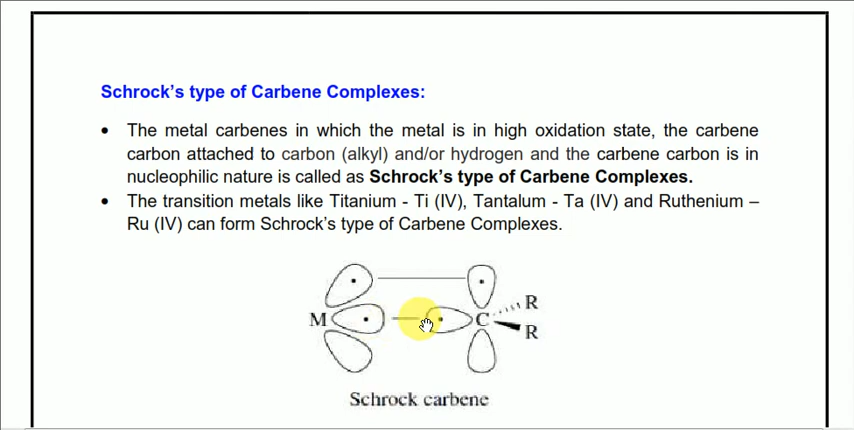 Schrock's type of Carbene Complexes:
• The metal carbenes in which the metal is in high oxidation state, the carbene
carbon attached to carbon (alkyl) and/or hydrogen and the carbene carbon is in
nucleophilic nature is called as Schrock's type of Carbene Complexes.
• The transition metals like Titanium - Ti (IV), Tantalum - Ta (IV) and Ruthenium –
Ru (IV) can form Schrock's type of Carbene Complexes.
R
M C
R
Schrock carbene